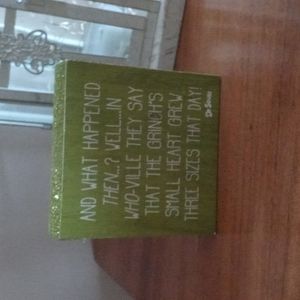 AND WHAT HAPPENED
THEN..? WELL....IN
WHO-VILLE THEY SAY
THAT THE GRINCH'S
SMALL HEART GREW
THREE SIZES THAT DAY!
Dr. Seuss